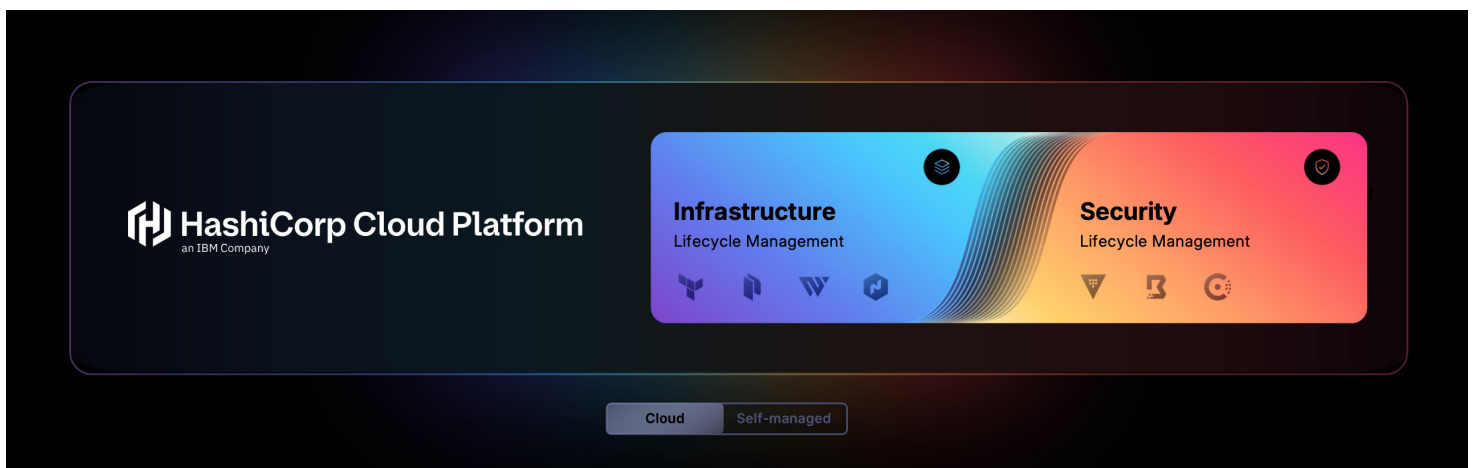 HashiCorp Cloud Platform
an IBM Company
Infrastructure
Lifecycle Management
Security
Lifecycle Management
Cloud
Self-managed